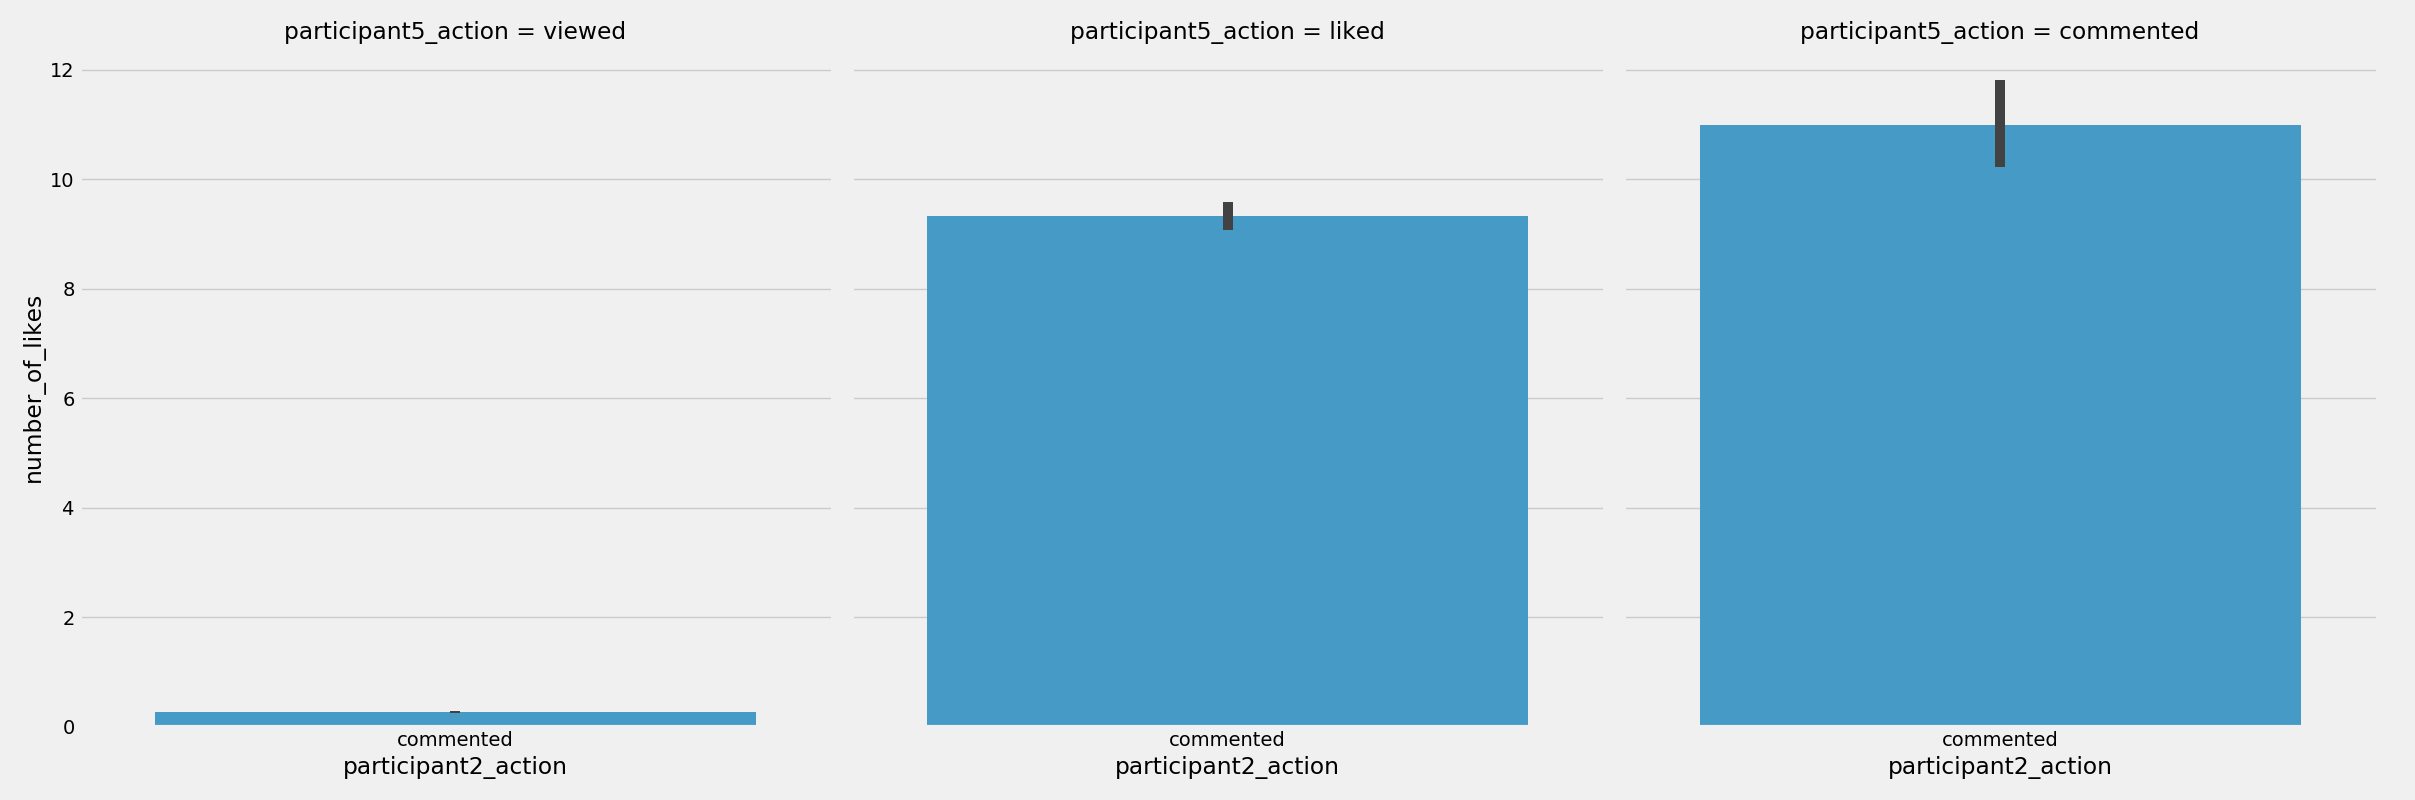 participant5_action = viewed
participant5_action = liked
participant5_action = commented
12
10
8
6
4
2
0
number_of_likes
commented
commented
commented
participant2_action
participant2_action
participant2_action